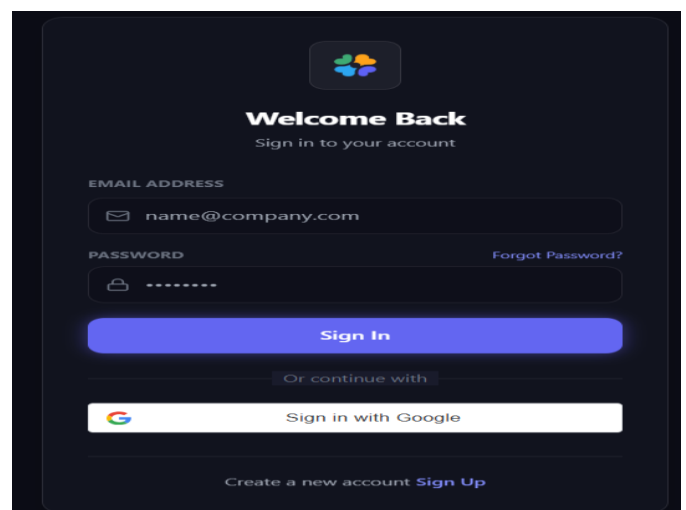 Welcome Back
Sign in to your account
EMAIL ADDRESS
name@company.com
PASSWORD Forgot Password?
••••••••
Sign In
Or continue with
Sign in with Google
Create a new account Sign Up